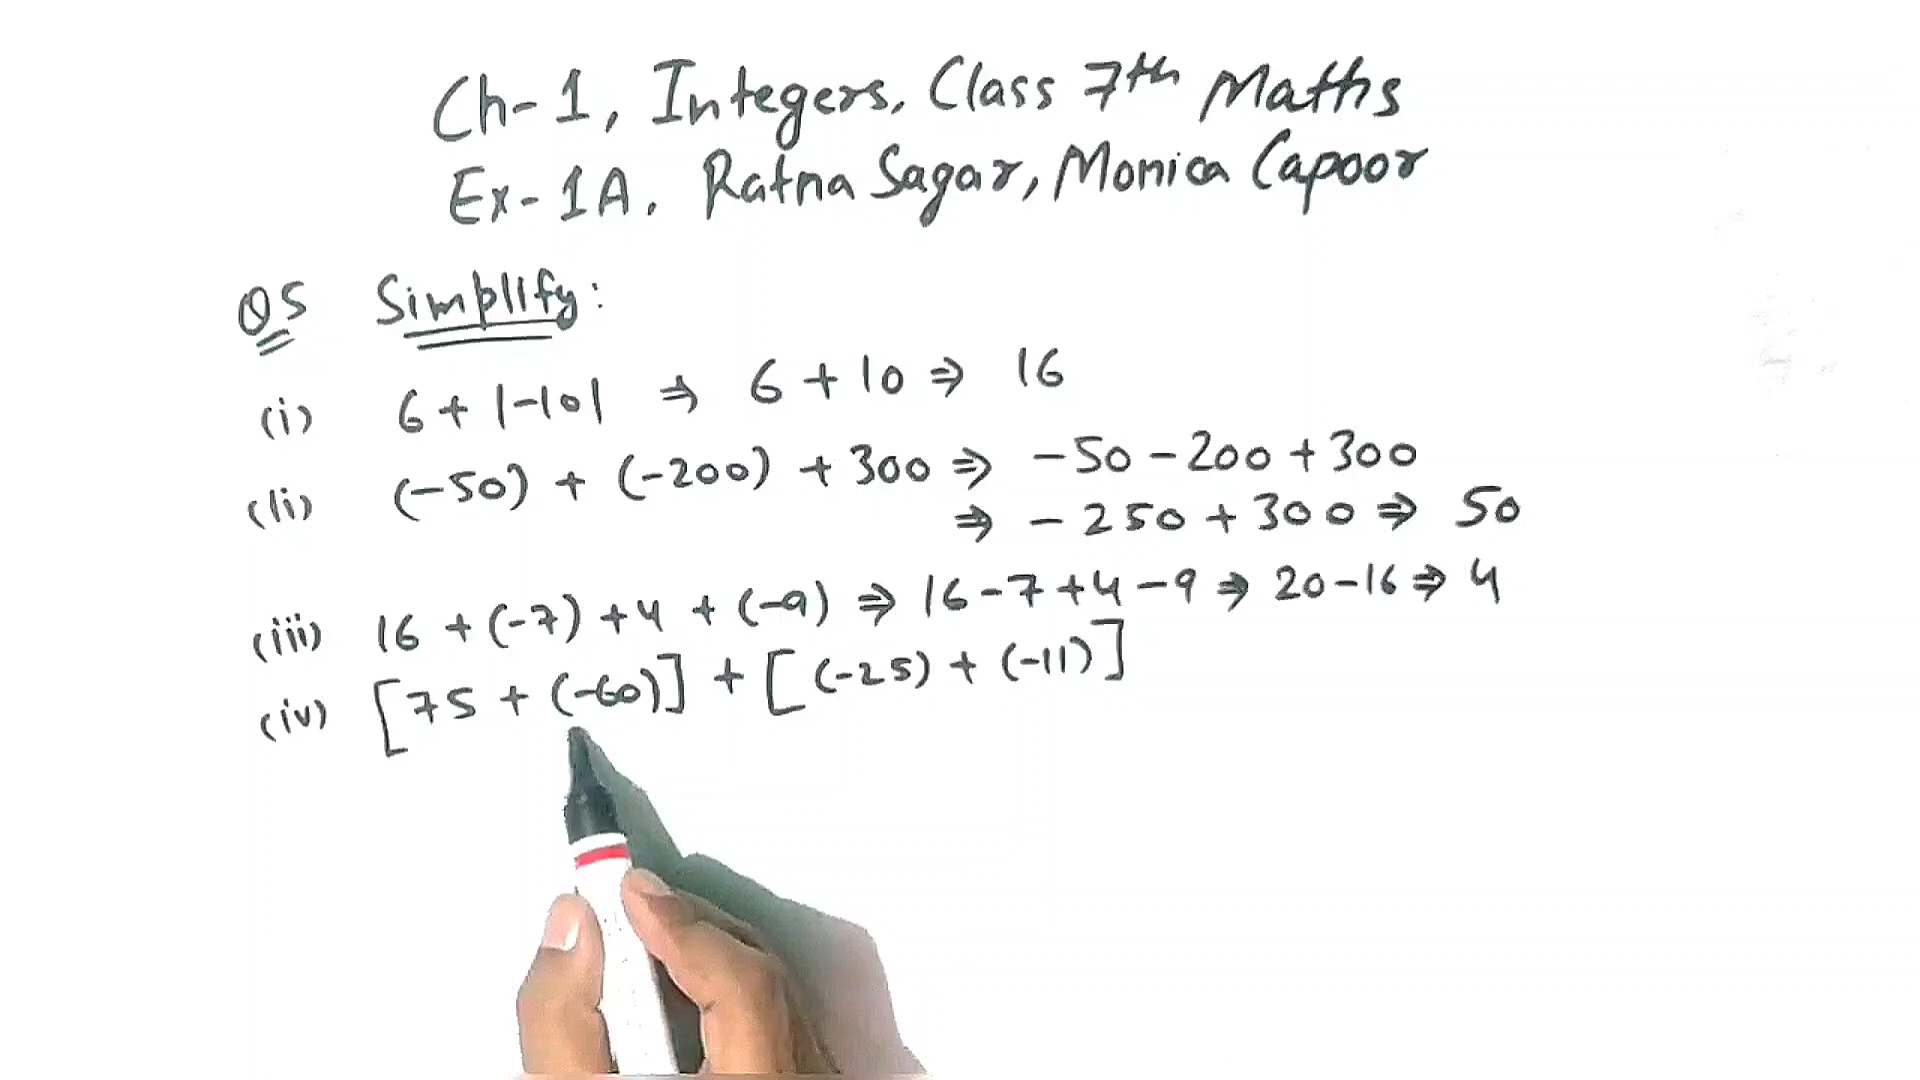 Ch-1, Integers, Class 7th Maths
Ex-1A. Ratna Sagar, Monica Capoor
Q5 Simplify:
(i) 6 + |-10| ⇒ 6 + 10 ⇒ 16
(ii) (-50) + (-200) + 300 ⇒ -50 - 200 + 300
⇒ - 250 + 300 ⇒ 50
(iii) 16 + (-7) + 4 + (-9) ⇒ 16 - 7 + 4 - 9 ⇒ 20 - 16 ⇒ 4
(iv) [75 + (-60)] + [(-25) + (-11)]